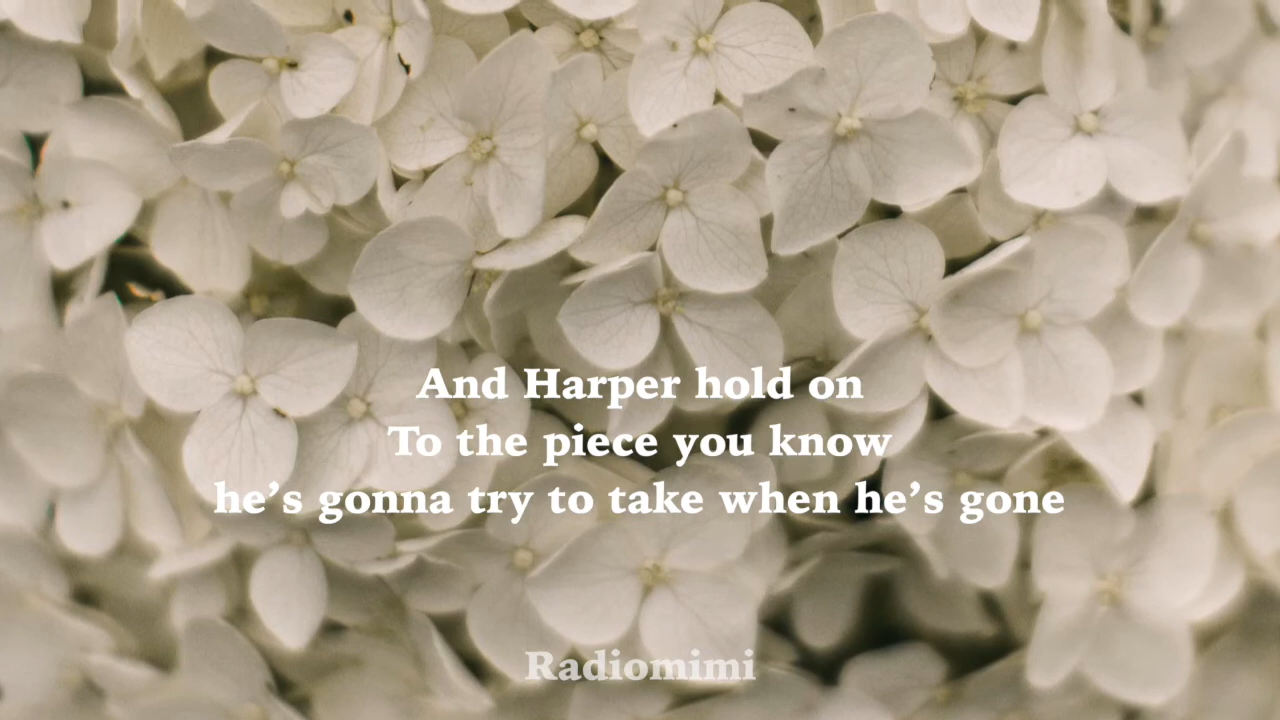 And Harper hold on
To the piece you know
he's gonna try to take when he's gone
Radiomimi